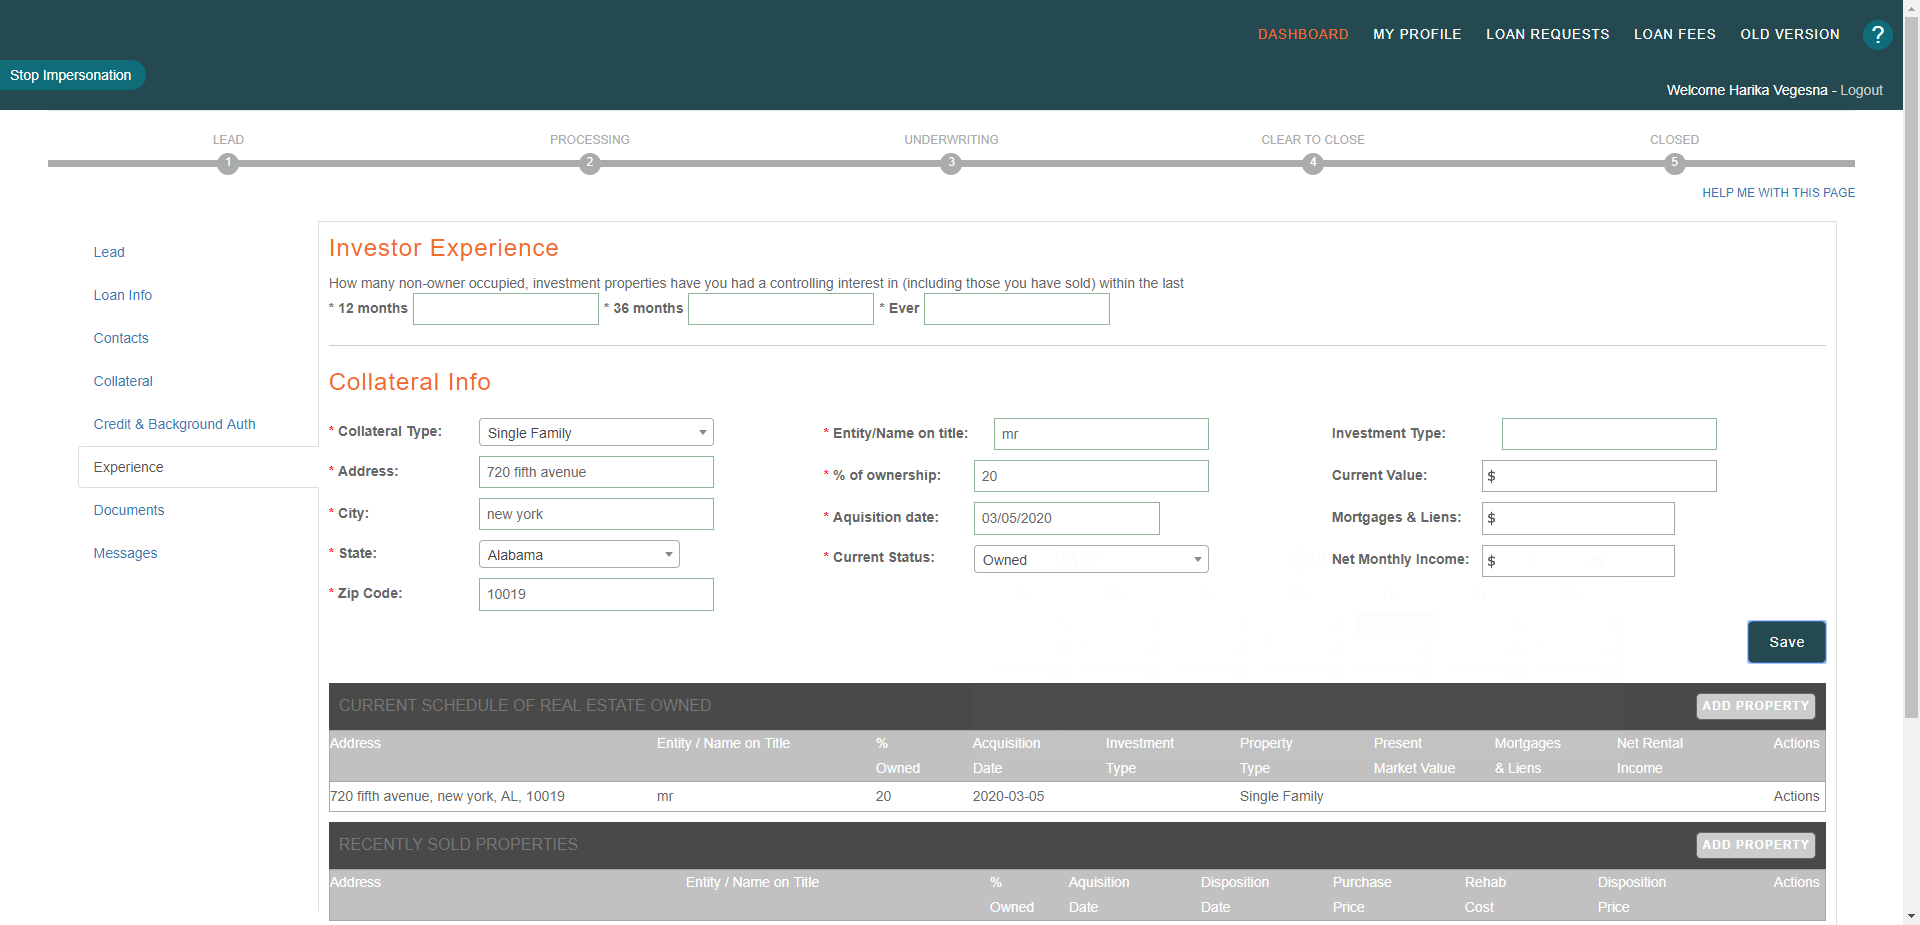 DASHBOARD MY PROFILE LOAN REQUESTS LOAN FEES OLD VERSION ?
Stop Impersonation
Welcome Harika Vegesna - Logout
LEAD PROCESSING UNDERWRITING CLEAR TO CLOSE CLOSED
1 2 3 4 5
HELP ME WITH THIS PAGE
Lead
Loan Info
Contacts
Collateral
Credit & Background Auth
Experience
Documents
Messages
Investor Experience
How many non-owner occupied, investment properties have you had a controlling interest in (including those you have sold) within the last
* 12 months * 36 months * Ever
Collateral Info
* Collateral Type: Single Family * Entity/Name on title: mr Investment Type:
* Address: 720 fifth avenue * % of ownership: 20 Current Value: $
* City: new york * Aquisition date: 03/05/2020 Mortgages & Liens: $
* State: Alabama * Current Status: Owned Net Monthly Income: $
* Zip Code: 10019
Save
CURRENT SCHEDULE OF REAL ESTATE OWNED ADD PROPERTY
Address Entity / Name on Title % Acquisition Investment Property Present Mortgages Net Rental Actions
Owned Date Type Type Market Value & Liens Income
720 fifth avenue, new york, AL, 10019 mr 20 2020-03-05 Single Family Actions
RECENTLY SOLD PROPERTIES ADD PROPERTY
Address Entity / Name on Title % Aquisition Disposition Purchase Rehab Disposition Actions
Owned Date Date Price Cost Price